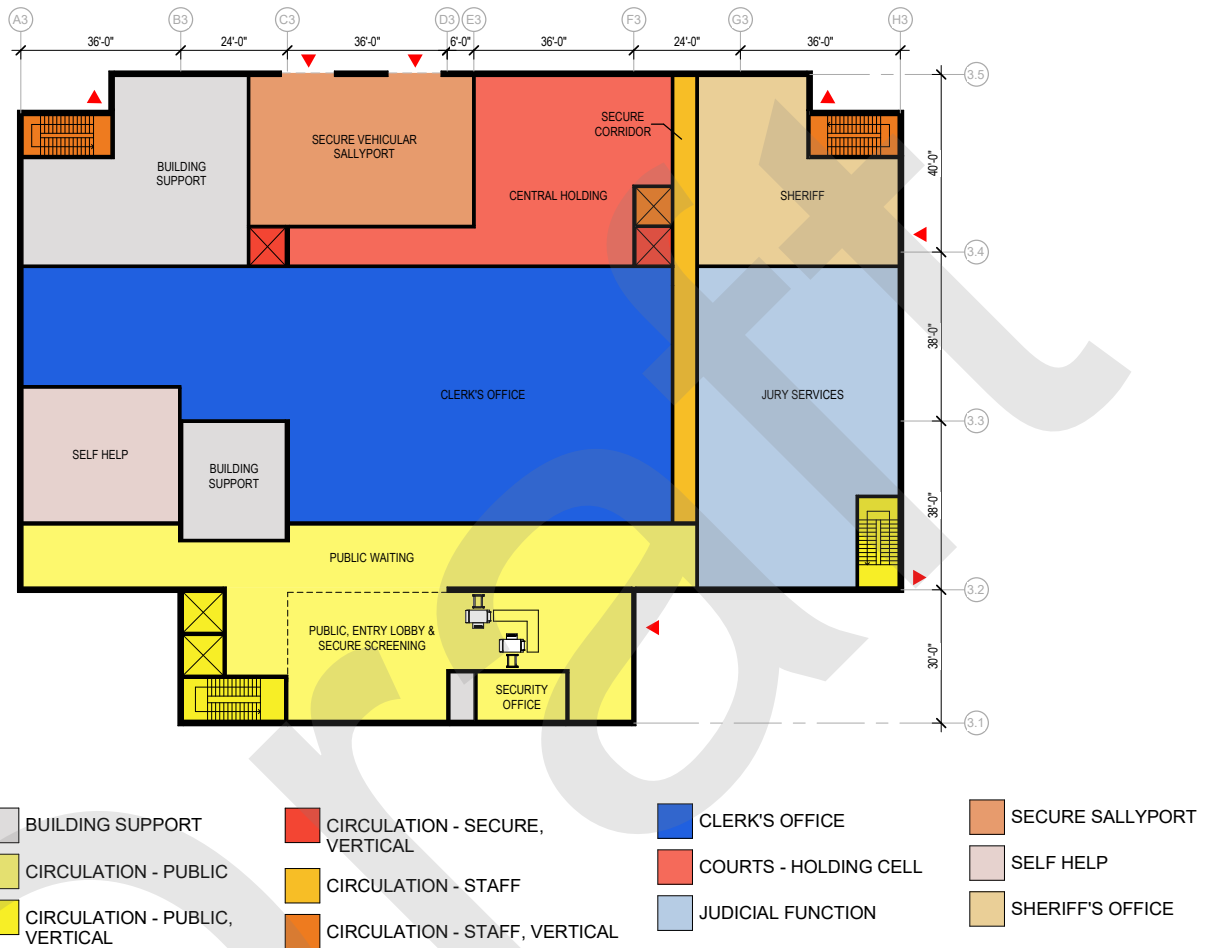 A3 B3 C3 D3 E3 F3 G3 H3
36'-0" 24'-0" 36'-0" 6'-0" 36'-0" 24'-0" 36'-0"
3.5
SECURE
CORRIDOR
SECURE VEHICULAR
SALLYPORT
BUILDING
SUPPORT
CENTRAL HOLDING
SHERIFF
40'-0"
3.4
38'-0"
CLERK'S OFFICE
JURY SERVICES
3.3
SELF HELP
BUILDING
SUPPORT
38'-0"
PUBLIC WAITING
3.2
PUBLIC, ENTRY LOBBY &
SECURE SCREENING
30'-0"
SECURITY
OFFICE
3.1
BUILDING SUPPORT
CIRCULATION - PUBLIC
CIRCULATION - PUBLIC,
VERTICAL
CIRCULATION - SECURE,
VERTICAL
CIRCULATION - STAFF
CIRCULATION - STAFF, VERTICAL
CLERK'S OFFICE
COURTS - HOLDING CELL
JUDICIAL FUNCTION
SECURE SALLYPORT
SELF HELP
SHERIFF'S OFFICE
raft